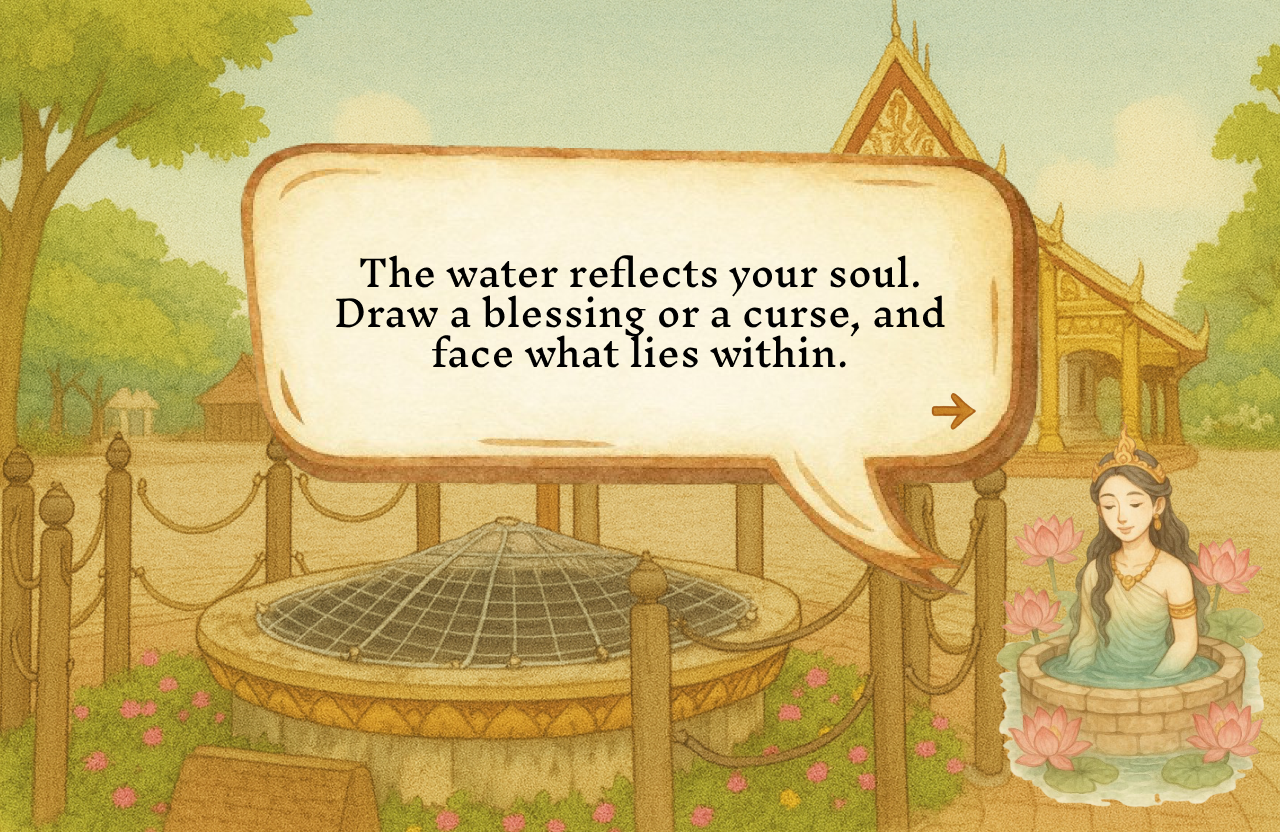 The water reflects your soul.
Draw a blessing or a curse, and
face what lies within.